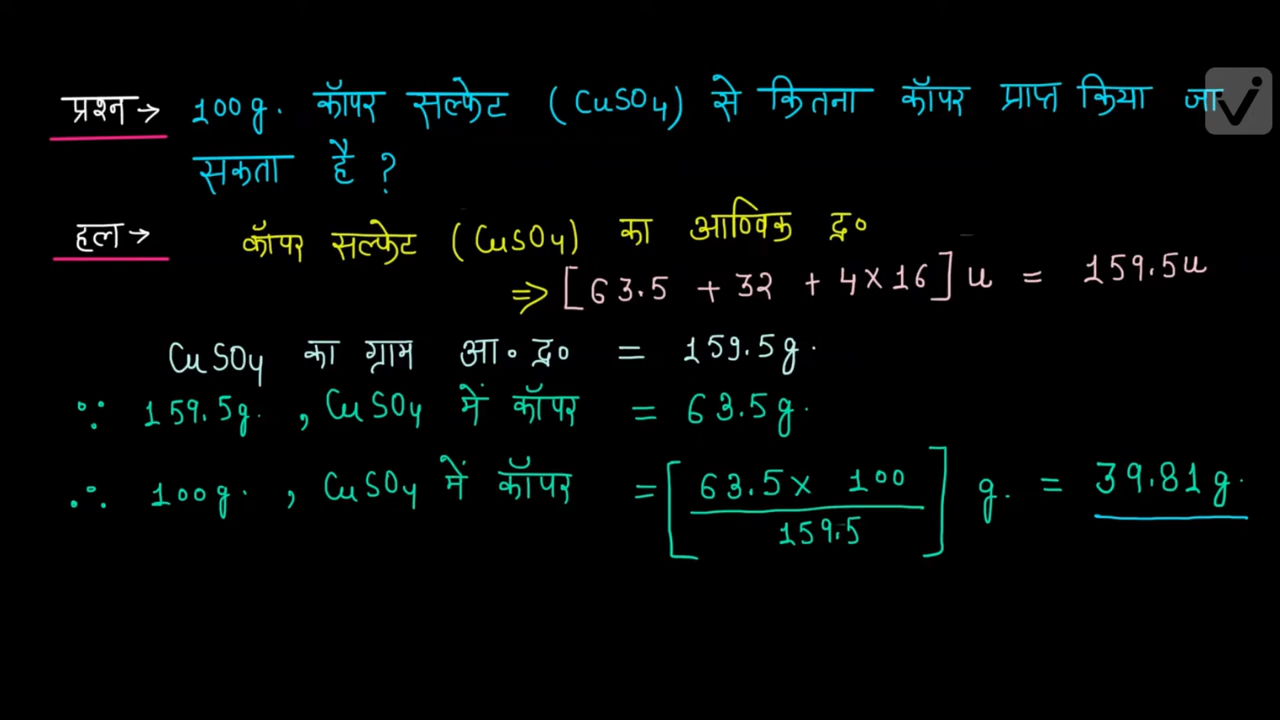 प्रश्न → 100g. कॉपर सल्फेट (CuSO4) से कितना कॉपर प्राप्त किया जा
सकता है ?
हल → कॉपर सल्फेट (CuSO4) का आण्विक द्र०
⇒ [63.5 + 32 + 4×16] u = 159.5u
CuSO4 का ग्राम आ० द्र० = 159.5g.
∵ 159.5g. , CuSO4 में कॉपर = 63.5g.
∴ 100g. , CuSO4 में कॉपर = [63.5 × 100 / 159.5] g. = 39.81g.